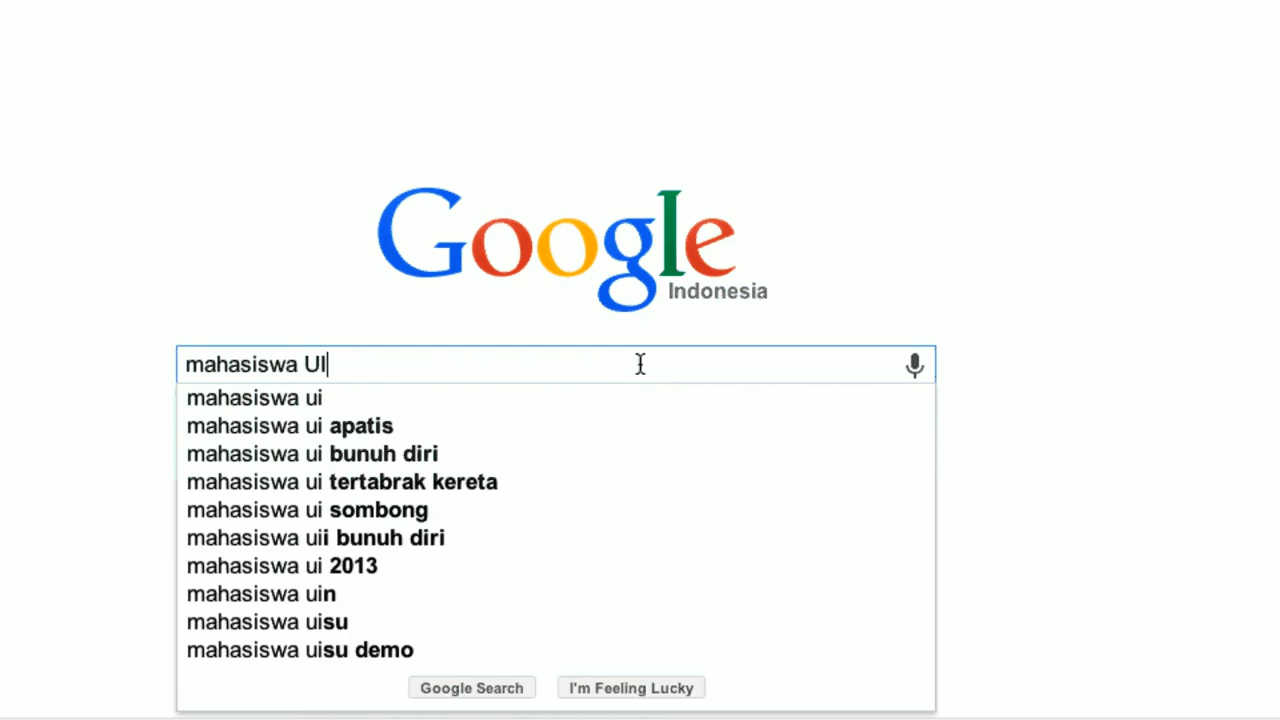 Google
Indonesia
mahasiswa UI
mahasiswa ui
mahasiswa ui apatis
mahasiswa ui bunuh diri
mahasiswa ui tertabrak kereta
mahasiswa ui sombong
mahasiswa uii bunuh diri
mahasiswa ui 2013
mahasiswa uin
mahasiswa uisu
mahasiswa uisu demo
Google Search I'm Feeling Lucky